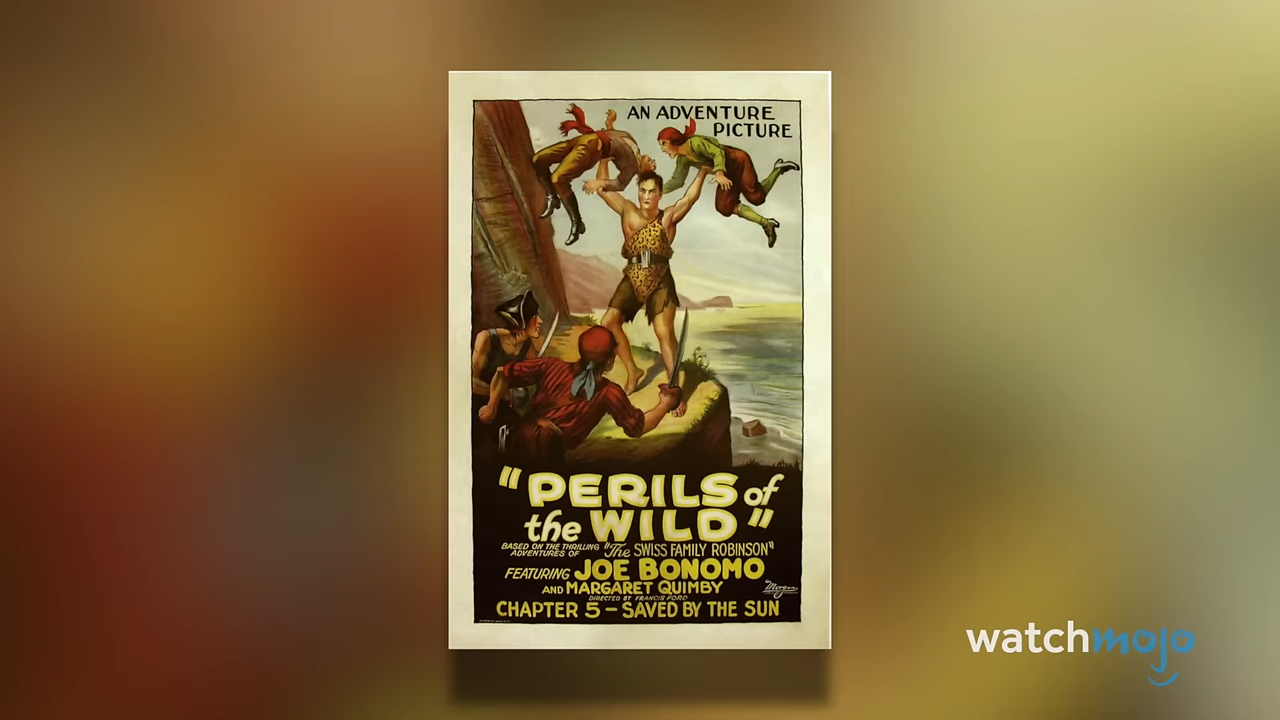 AN ADVENTURE
PICTURE
"PERILS of
the WILD"
BASED ON THE THRILLING
ADVENTURES OF "The SWISS FAMILY ROBINSON"
FEATURING JOE BONOMO
AND MARGARET QUIMBY
Morgan
DIRECTED BY FRANCIS FORD
CHAPTER 5 – SAVED BY THE SUN
watchmojo